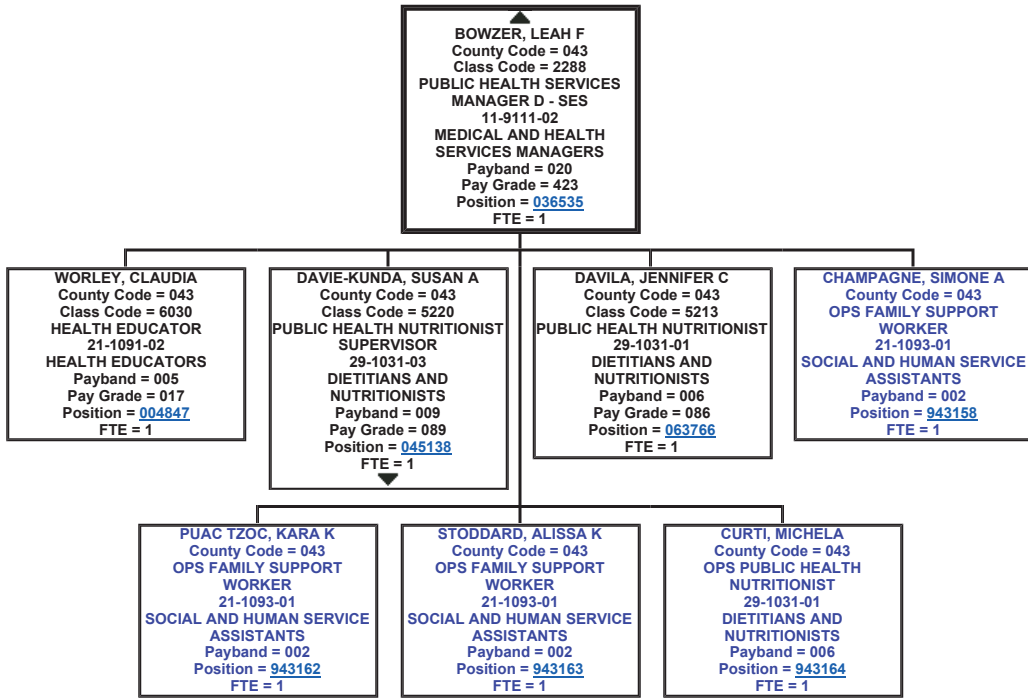 BOWZER, LEAH F
County Code = 043
Class Code = 2288
PUBLIC HEALTH SERVICES
MANAGER D - SES
11-9111-02
MEDICAL AND HEALTH
SERVICES MANAGERS
Payband = 020
Pay Grade = 423
Position = 036535
FTE = 1
WORLEY, CLAUDIA
County Code = 043
Class Code = 6030
HEALTH EDUCATOR
21-1091-02
HEALTH EDUCATORS
Payband = 005
Pay Grade = 017
Position = 004847
FTE = 1
DAVIE-KUNDA, SUSAN A
County Code = 043
Class Code = 5220
PUBLIC HEALTH NUTRITIONIST
SUPERVISOR
29-1031-03
DIETITIANS AND
NUTRITIONISTS
Payband = 009
Pay Grade = 089
Position = 045138
FTE = 1
DAVILA, JENNIFER C
County Code = 043
Class Code = 5213
PUBLIC HEALTH NUTRITIONIST
29-1031-01
DIETITIANS AND
NUTRITIONISTS
Payband = 006
Pay Grade = 086
Position = 063766
FTE = 1
CHAMPAGNE, SIMONE A
County Code = 043
OPS FAMILY SUPPORT
WORKER
21-1093-01
SOCIAL AND HUMAN SERVICE
ASSISTANTS
Payband = 002
Position = 943158
FTE = 1
PUAC TZOC, KARA K
County Code = 043
OPS FAMILY SUPPORT
WORKER
21-1093-01
SOCIAL AND HUMAN SERVICE
ASSISTANTS
Payband = 002
Position = 943162
FTE = 1
STODDARD, ALISSA K
County Code = 043
OPS FAMILY SUPPORT
WORKER
21-1093-01
SOCIAL AND HUMAN SERVICE
ASSISTANTS
Payband = 002
Position = 943163
FTE = 1
CURTI, MICHELA
County Code = 043
OPS PUBLIC HEALTH
NUTRITIONIST
29-1031-01
DIETITIANS AND
NUTRITIONISTS
Payband = 006
Position = 943164
FTE = 1